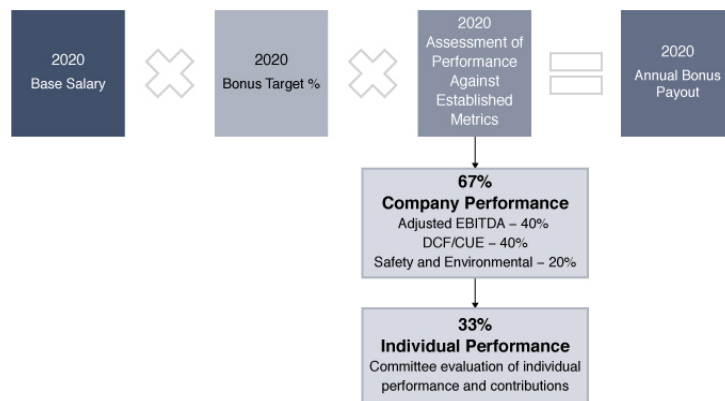 2020
Base Salary
2020
Bonus Target %
2020
Assessment of
Performance
Against
Established
Metrics
2020
Annual Bonus
Payout
67%
Company Performance
Adjusted EBITDA – 40%
DCF/CUE – 40%
Safety and Environmental – 20%
33%
Individual Performance
Committee evaluation of individual
performance and contributions